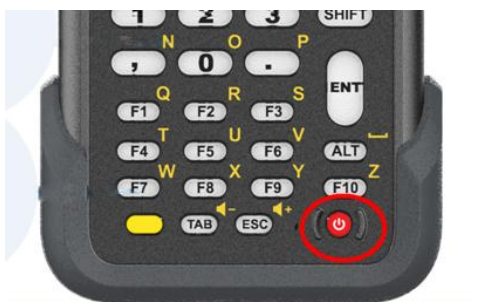 1 2 3 SHIFT
N O P
, 0 . ENT
Q R S
F1 F2 F3
T U V
F4 F5 F6 ALT
W X Y Z
F7 F8 F9 F10
TAB - ESC +